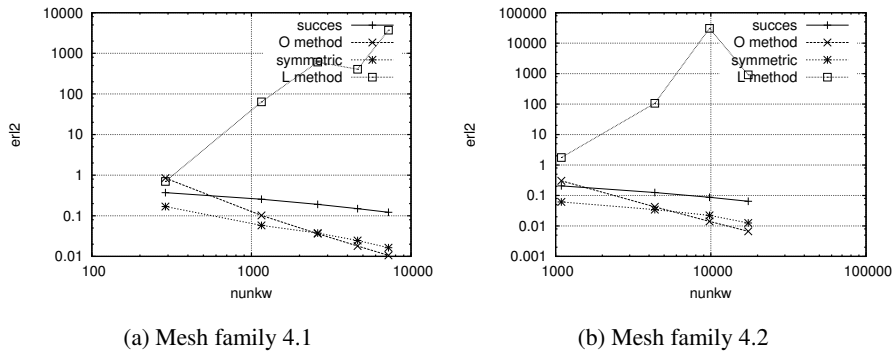 10000
1000
100
10
1
0.1
0.01
erl2
succes
O method
symmetric
L method
100
1000
10000
nunkw
(a) Mesh family 4.1
100000
10000
1000
100
10
1
0.1
0.01
0.001
erl2
succes
O method
symmetric
L method
1000
10000
100000
nunkw
(b) Mesh family 4.2